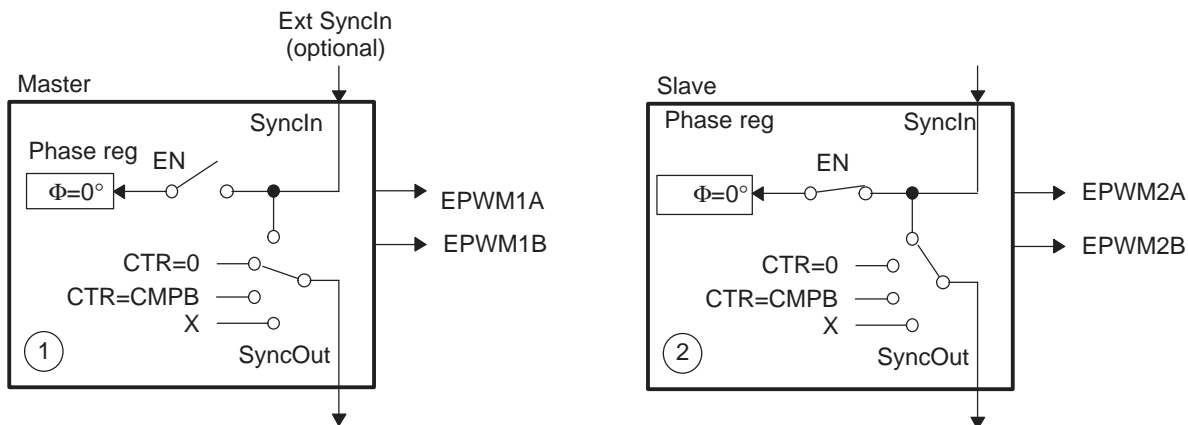 Ext SyncIn
(optional)
Master
SyncIn
Phase reg
EN
Φ=0°
EPWM1A
EPWM1B
CTR=0
CTR=CMPB
X
1
SyncOut
Slave
Phase reg
SyncIn
EN
Φ=0°
EPWM2A
EPWM2B
CTR=0
CTR=CMPB
X
2
SyncOut